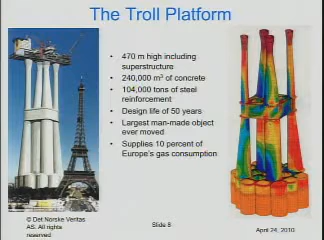 The Troll Platform
• 470 m high including
superstructure
• 240,000 m³ of concrete
• 104,000 tons of steel
reinforcement
• Design life of 50 years
• Largest man-made object
ever moved
• Supplies 10 percent of
Europe's gas consumption
© Det Norske Veritas
AS. All rights
reserved
Slide 8
April 24, 2010